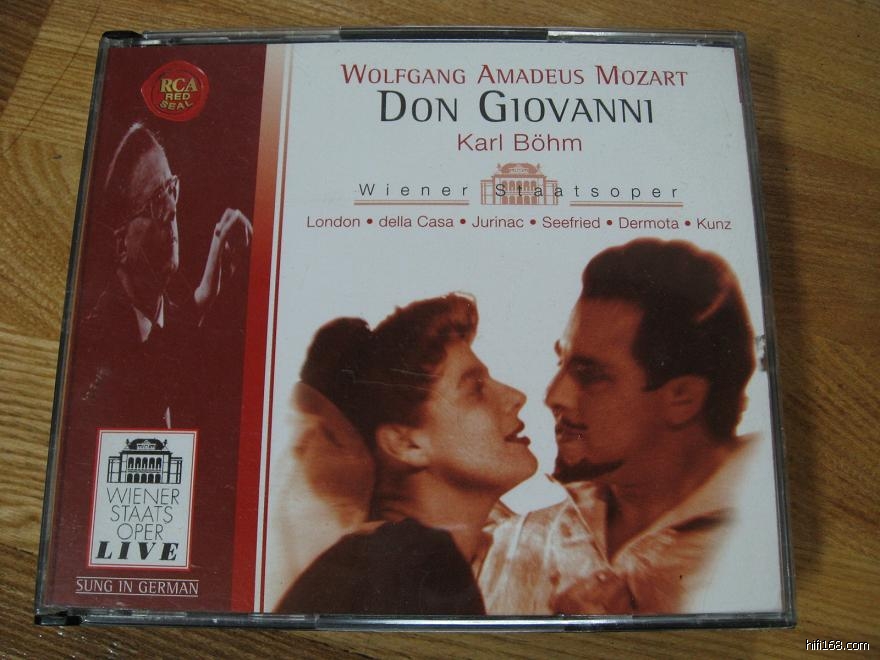 RCA
RED
SEAL
WOLFGANG AMADEUS MOZART
DON GIOVANNI
Karl Böhm
Wiener Staatsoper
London • della Casa • Jurinac • Seefried • Dermota • Kunz
WIENER
STAATS
OPER
LIVE
SUNG IN GERMAN
hifi168.com